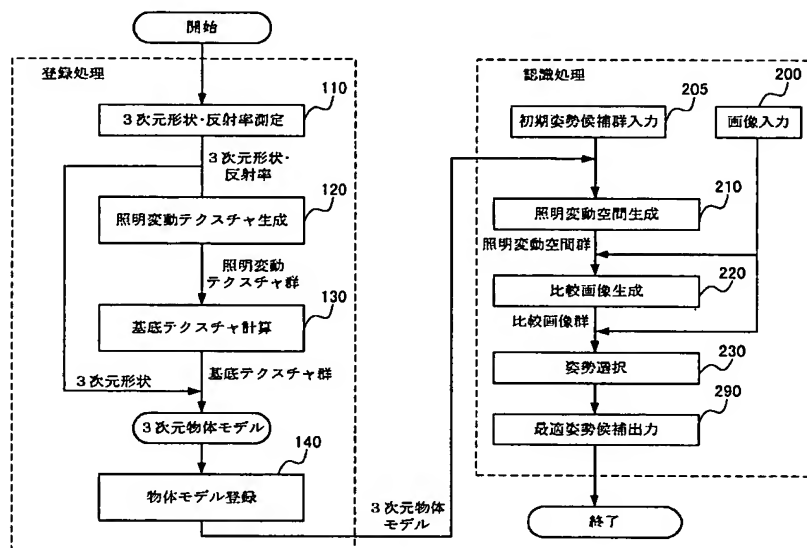 開始
登録処理
110
3次元形状・反射率測定
3次元形状・
反射率
120
照明変動テクスチャ生成
照明変動
テクスチャ群
130
基底テクスチャ計算
3次元形状
基底テクスチャ群
3次元物体モデル
140
物体モデル登録
3次元物体
モデル
認識処理
205
200
初期姿勢候補群入力
画像入力
210
照明変動空間生成
照明変動空間群
220
比較画像生成
比較画像群
230
姿勢選択
290
最適姿勢候補出力
終了